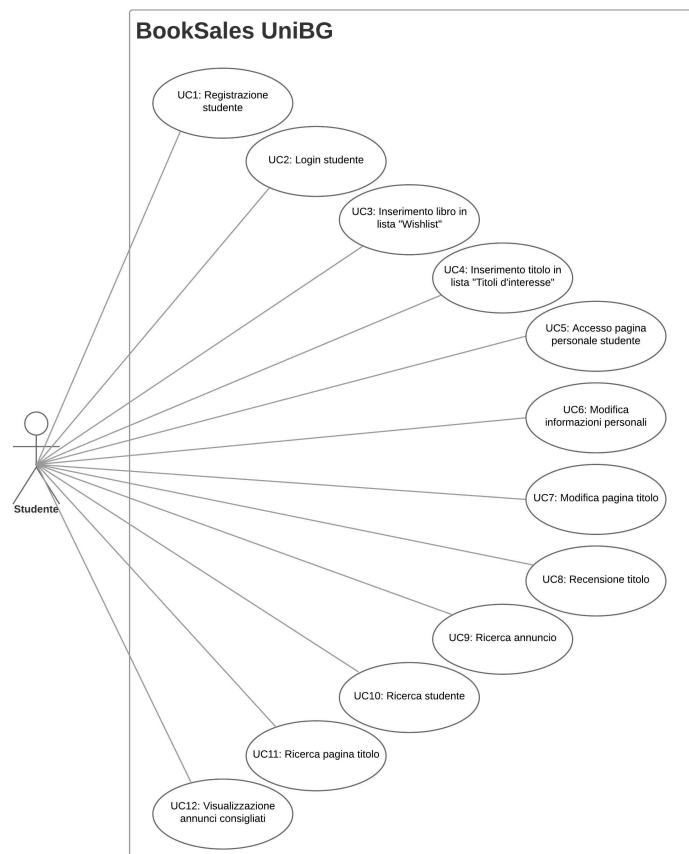 BookSales UniBG
UC1: Registrazione
studente
UC2: Login studente
UC3: Inserimento libro in
lista "Wishlist"
UC4: Inserimento titolo in
lista "Titoli d'interesse"
UC5: Accesso pagina
personale studente
UC6: Modifica
informazioni personali
Studente
UC7: Modifica pagina titolo
UC8: Recensione titolo
UC9: Ricerca annuncio
UC10: Ricerca studente
UC11: Ricerca pagina titolo
UC12: Visualizzazione
annunci consigliati